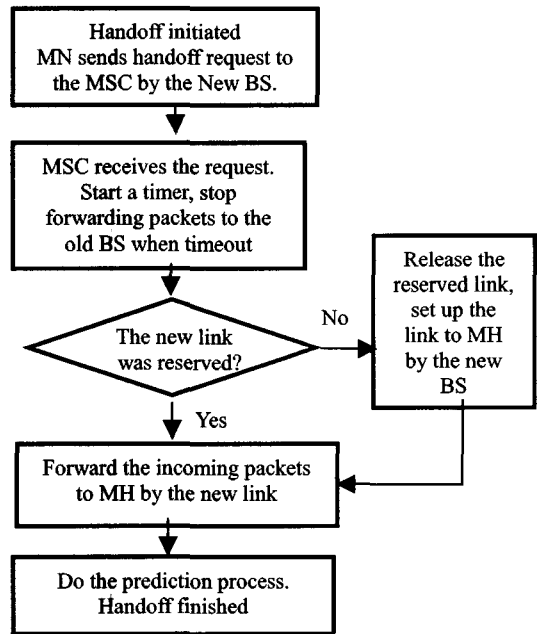 Handoff initiated
MN sends handoff request to
the MSC by the New BS.
MSC receives the request.
Start a timer, stop
forwarding packets to the
old BS when timeout
The new link
was reserved?
No
Release the
reserved link,
set up the
link to MH
by the new
BS
Yes
Forward the incoming packets
to MH by the new link
Do the prediction process.
Handoff finished